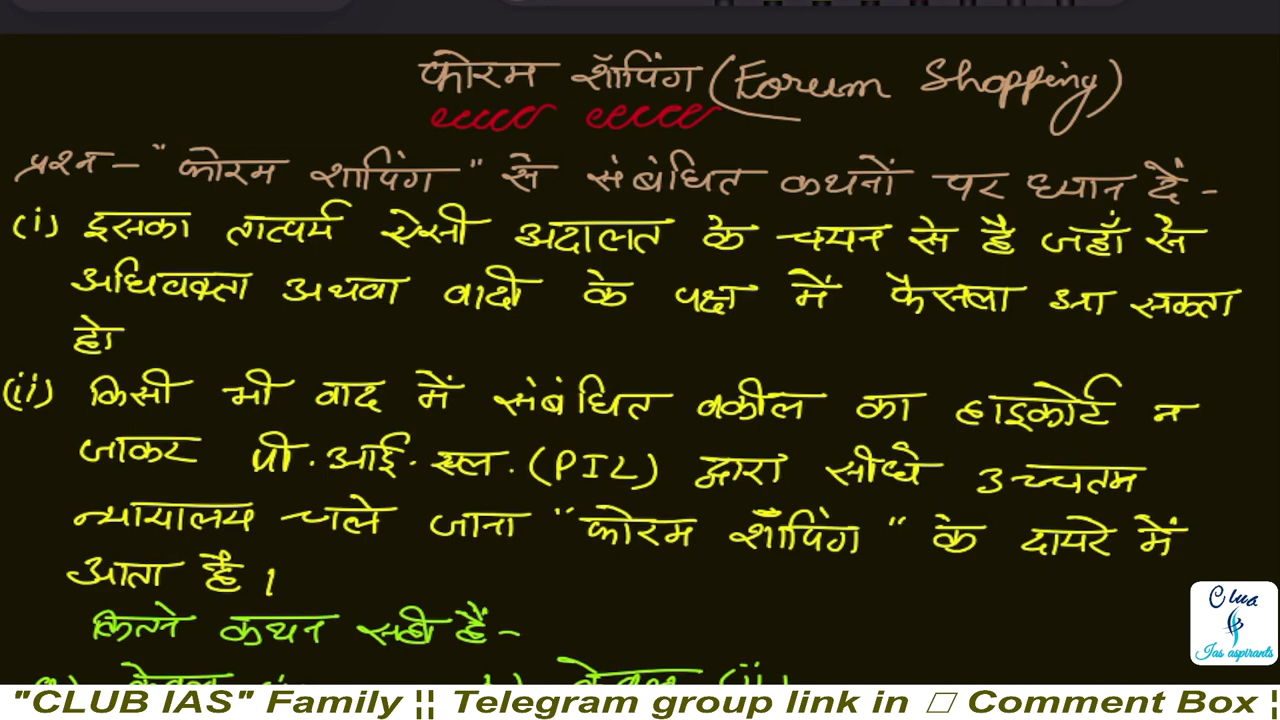 फोरम शॉपिंग (Forum Shopping)
प्रश्न - "फोरम शापिंग" से संबंधित कथनों पर ध्यान दें -
(i) इसका तात्पर्य ऐसी अदालत के चयन से है जहाँ से
अधिवक्ता अथवा वादी के पक्ष में फैसला आ सकता
हो।
(ii) किसी भी वाद में संबंधित वकील का हाइकोर्ट न
जाकर पी.आई.एल. (PIL) द्वारा सीधे उच्चतम
न्यायालय चले जाना "फोरम शॉपिंग" के दायरे में
आता है।
कितने कथन सही हैं -
केवल (ii)
Club
Ias aspirants
"CLUB IAS" Family ¦¦ Telegram group link in □ Comment Box ¦